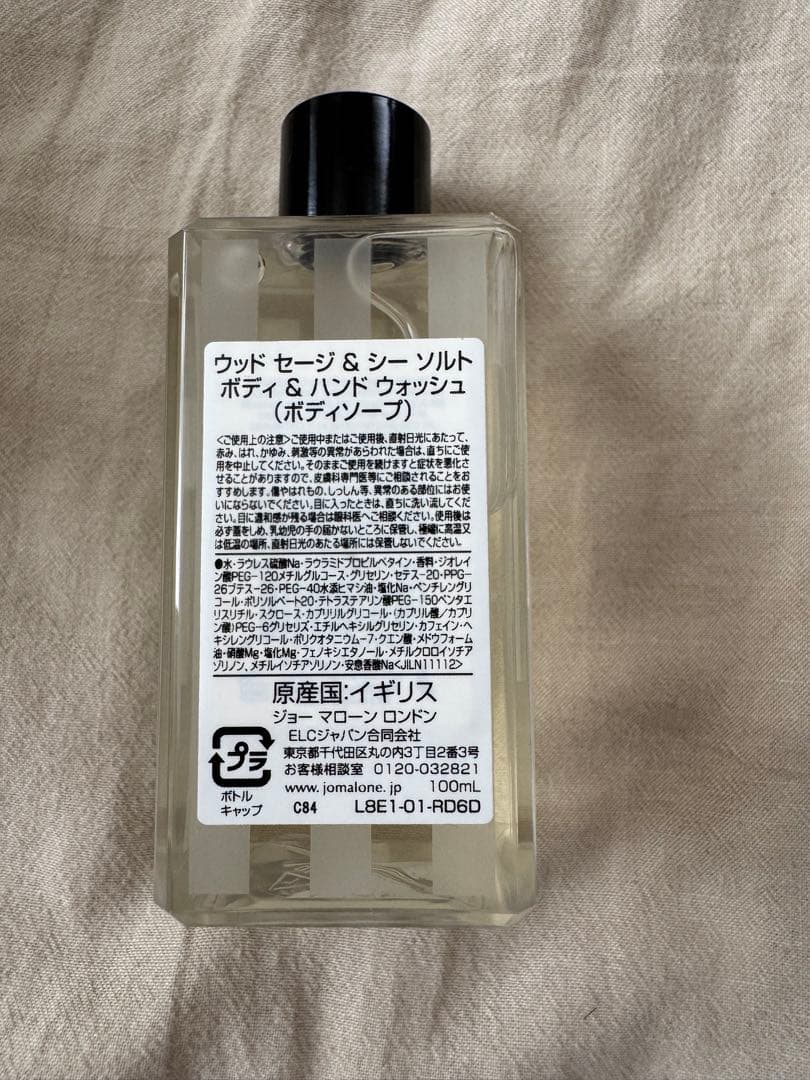 ウッド セージ & シー ソルト
ボディ & ハンド ウォッシュ
（ボディソープ）
＜ご使用上の注意＞ご使用中またはご使用後、直射日光にあたって、
赤み、はれ、かゆみ、刺激等の異常があらわれた場合は、直ちにご使
用を中止してください。そのままご使用を続けますと症状を悪化さ
せることがありますので、皮膚科専門医等にご相談されることをお
すすめします。傷やはれもの、しっしん等、異常のある部位にはお使
いにならないでください。目に入ったときは、直ちに洗い流してくだ
さい。目に違和感が残る場合は眼科医へご相談ください。使用後は
必ず蓋をしめ、乳幼児の手の届かないところに保管し、極端に高温又
は低温の場所、直射日光のあたる場所には保管しないでください。
●水・ラウレス硫酸Na・ラウラミドプロピルベタイン・香料・ジオレイ
ン酸PEG-120メチルグルコース・グリセリン・セテス-20・PPG-
26ブテス-26・PEG-40水添ヒマシ油・塩化Na・ペンチレングリ
コール・ポリソルベート20・テトラステアリン酸PEG-150ペンタエ
リスリチル・スクロース・カプリリルグリコール・(カプリル酸／カプリ
ン酸)PEG-6グリセリズ・エチルヘキシルグリセリン・カフェイン・ヘ
キシレングリコール・ポリクオタニウム-7・クエン酸・メドウフォーム
油・硝酸Mg・塩化Mg・フェノキシエタノール・メチルクロロイソチア
ゾリノン、メチルイソチアゾリノン・安息香酸Na<JILN11112>
原産国:イギリス
ジョー マローン ロンドン
ELCジャパン合同会社
東京都千代田区丸の内3丁目2番3号
お客様相談室 0120-032821
www.jomalone.jp 100mL
プラ
ボトル
キャップ
C84 L8E1-01-RD6D